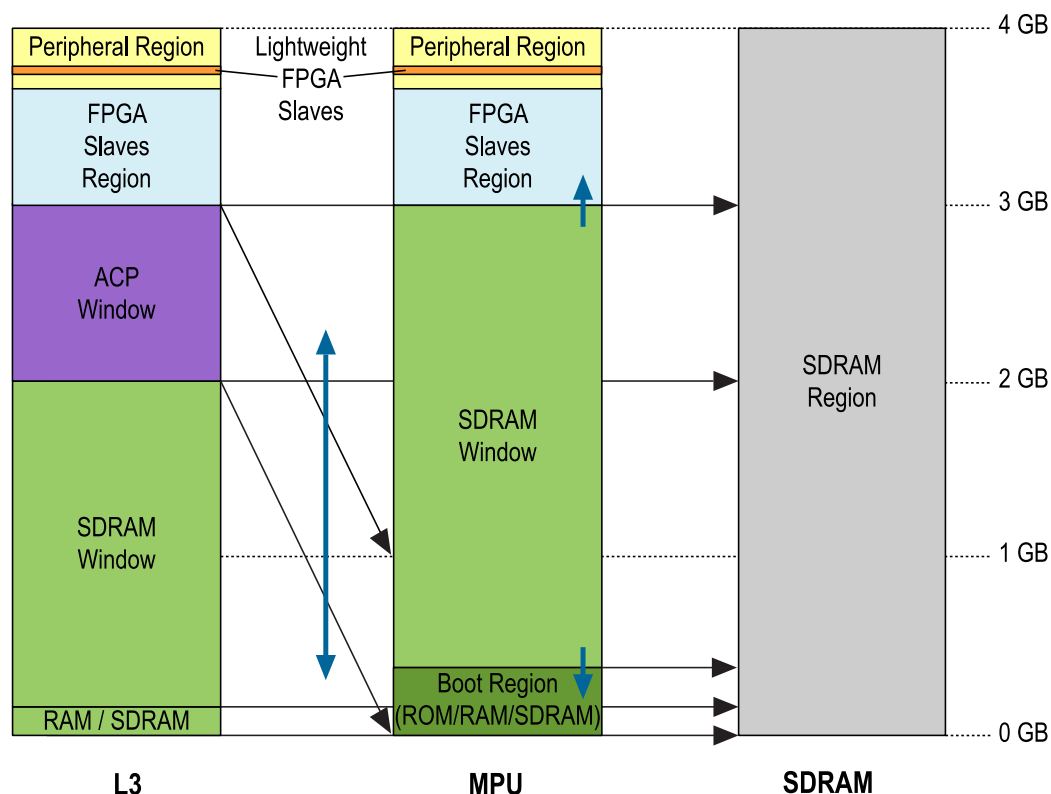 Peripheral Region
Lightweight
FPGA
Slaves
Peripheral Region
4 GB
FPGA
Slaves
Region
FPGA
Slaves
Region
3 GB
ACP
Window
SDRAM
Window
SDRAM
Region
2 GB
SDRAM
Window
1 GB
Boot Region
(ROM/RAM/SDRAM)
RAM / SDRAM
0 GB
L3
MPU
SDRAM